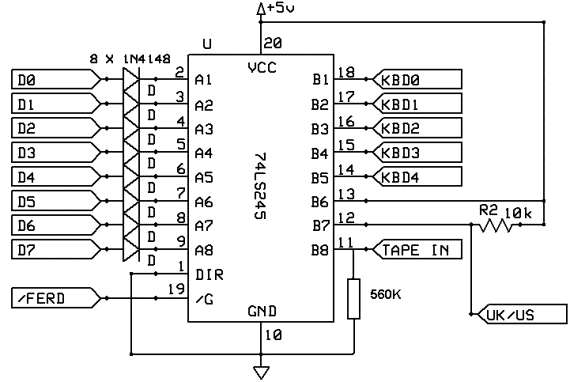 +5v
8 X 1N4148
U
20
VCC
D0 2 A1 B1 18 KBD0
D
D1 3 A2 B2 17 KBD1
D
D2 4 A3 B3 16 KBD2
D
D3 5 A4 B4 15 KBD3
D
D4 6 A5 B5 14 KBD4
D
D5 7 A6 B6 13
D
D6 8 A7 B7 12 R2 10k
D
D7 9 A8 B8 11 TAPE IN
D
74LS245
1 DIR
/FERD 19 /G
560K
GND
UK/US
10